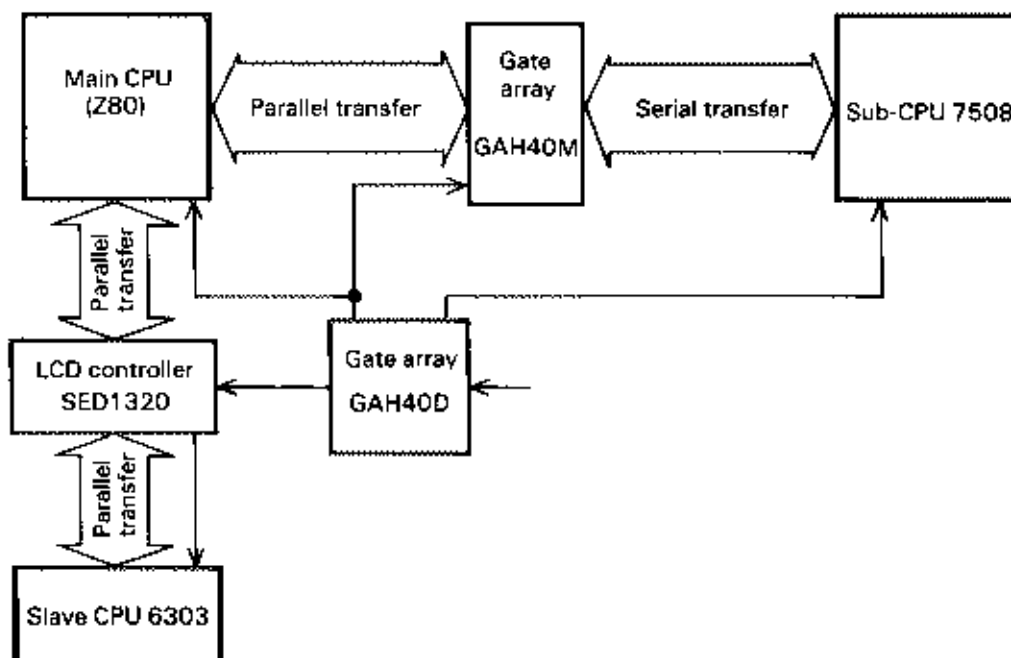 Main CPU
(Z80)
Parallel transfer
Gate
array
GAH40M
Serial transfer
Sub-CPU 7508
Parallel
transfer
LCD controller
SED1320
Gate array
GAH40D
Parallel
transfer
Slave CPU 6303